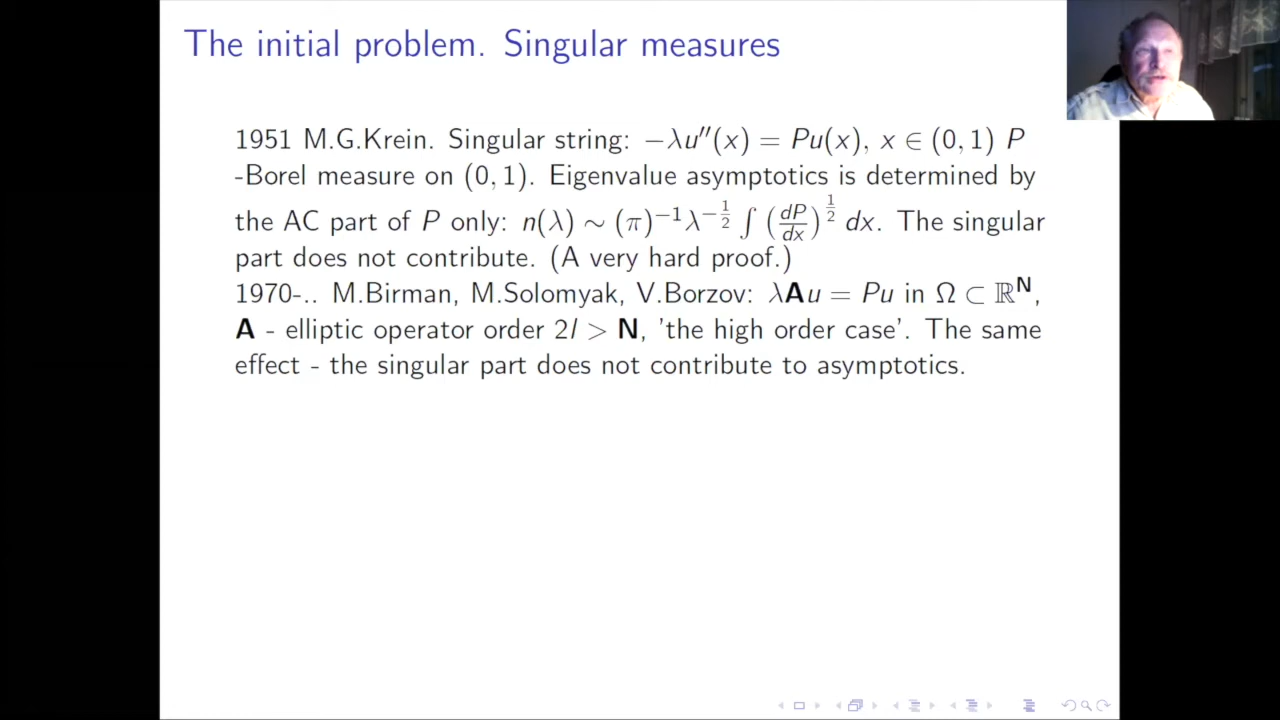 The initial problem. Singular measures
1951 M.G.Krein. Singular string: −λu″(x) = Pu(x), x ∈ (0, 1) P
-Borel measure on (0, 1). Eigenvalue asymptotics is determined by
the AC part of P only: n(λ) ∼ (π)⁻¹λ^{−1/2} ∫ (dP/dx)^{1/2} dx. The singular
part does not contribute. (A very hard proof.)
1970-.. M.Birman, M.Solomyak, V.Borzov: λAu = Pu in Ω ⊂ ℝᴺ,
A - elliptic operator order 2l > N, 'the high order case'. The same
effect - the singular part does not contribute to asymptotics.